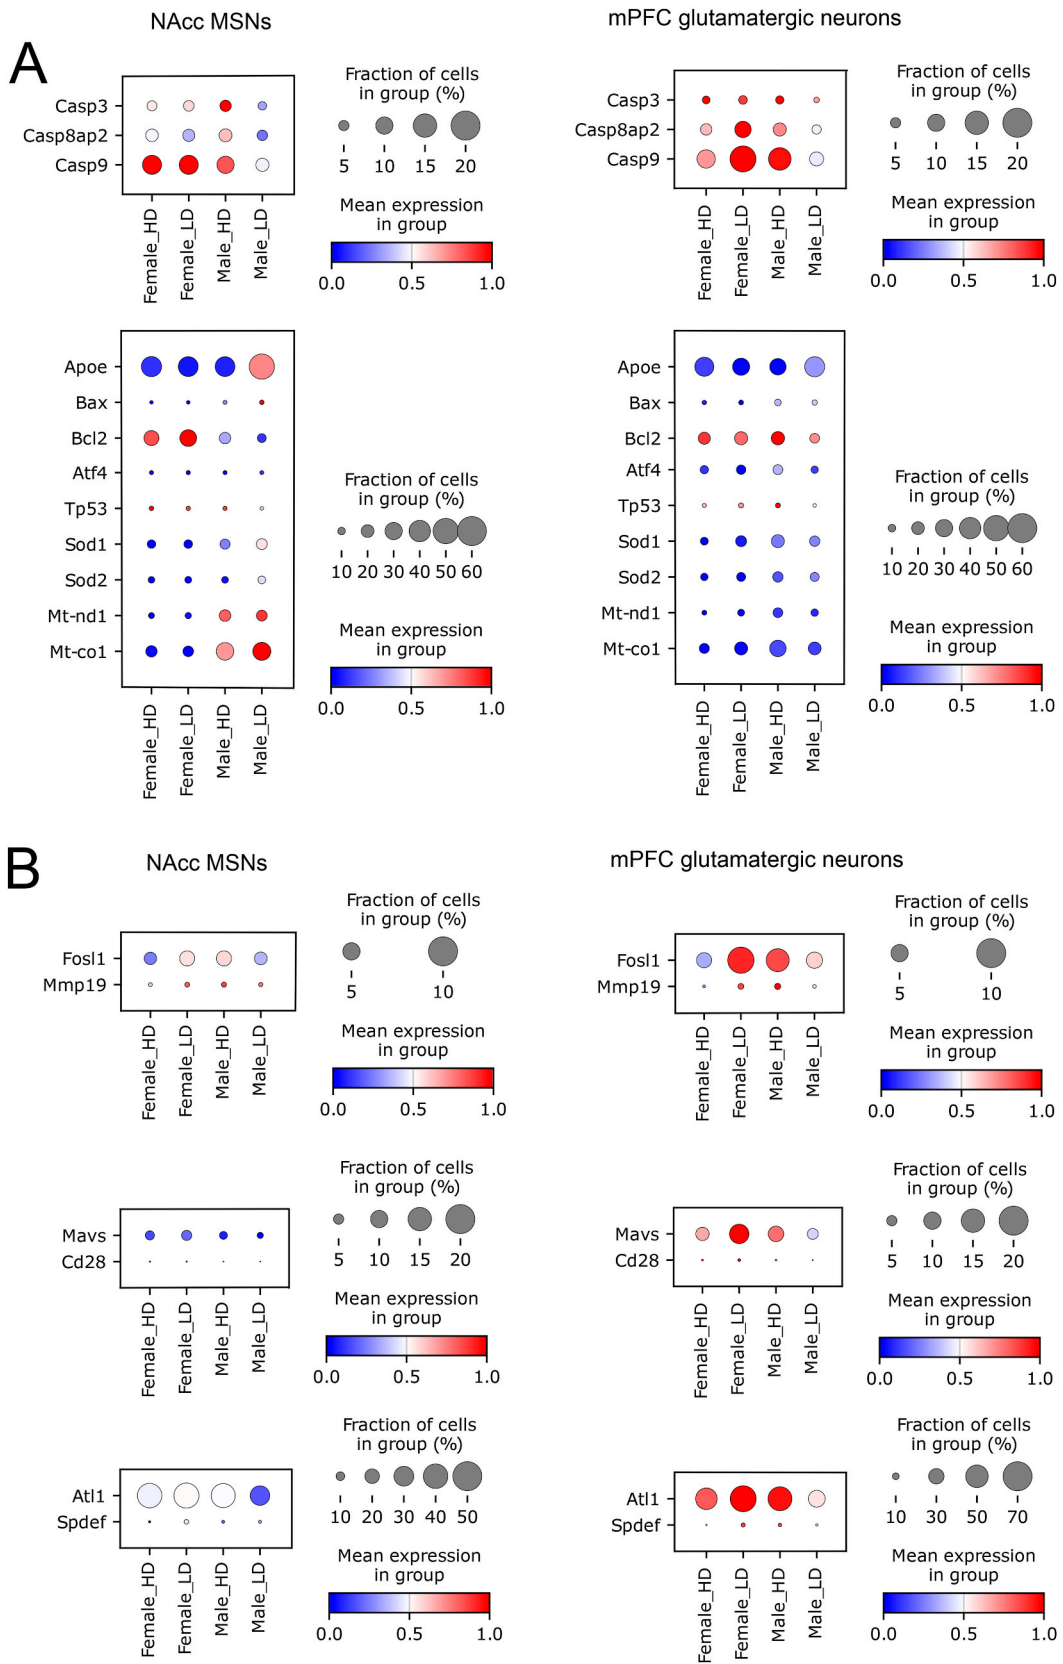 NAcc MSNs
mPFC glutamatergic neurons
A
Casp3
Casp8ap2
Casp9
Female_HD
Female_LD
Male_HD
Male_LD
Fraction of cells
in group (%)
5 10 15 20
Mean expression
in group
0.0 0.5 1.0
Casp3
Casp8ap2
Casp9
Female_HD
Female_LD
Male_HD
Male_LD
Fraction of cells
in group (%)
5 10 15 20
Mean expression
in group
0.0 0.5 1.0
Apoe
Bax
Bcl2
Atf4
Tp53
Sod1
Sod2
Mt-nd1
Mt-co1
Female_HD
Female_LD
Male_HD
Male_LD
Fraction of cells
in group (%)
10 20 30 40 50 60
Mean expression
in group
0.0 0.5 1.0
Apoe
Bax
Bcl2
Atf4
Tp53
Sod1
Sod2
Mt-nd1
Mt-co1
Female_HD
Female_LD
Male_HD
Male_LD
Fraction of cells
in group (%)
10 20 30 40 50 60
Mean expression
in group
0.0 0.5 1.0
B
NAcc MSNs
mPFC glutamatergic neurons
Fosl1
Mmp19
Female_HD
Female_LD
Male_HD
Male_LD
Fraction of cells
in group (%)
5 10
Mean expression
in group
0.0 0.5 1.0
Fosl1
Mmp19
Female_HD
Female_LD
Male_HD
Male_LD
Fraction of cells
in group (%)
5 10
Mean expression
in group
0.0 0.5 1.0
Mavs
Cd28
Female_HD
Female_LD
Male_HD
Male_LD
Fraction of cells
in group (%)
5 10 15 20
Mean expression
in group
0.0 0.5 1.0
Mavs
Cd28
Female_HD
Female_LD
Male_HD
Male_LD
Fraction of cells
in group (%)
5 10 15 20
Mean expression
in group
0.0 0.5 1.0
Atl1
Spdef
Female_HD
Female_LD
Male_HD
Male_LD
Fraction of cells
in group (%)
10 20 30 40 50
Mean expression
in group
0.0 0.5 1.0
Atl1
Spdef
Female_HD
Female_LD
Male_HD
Male_LD
Fraction of cells
in group (%)
10 30 50 70
Mean expression
in group
0.0 0.5 1.0